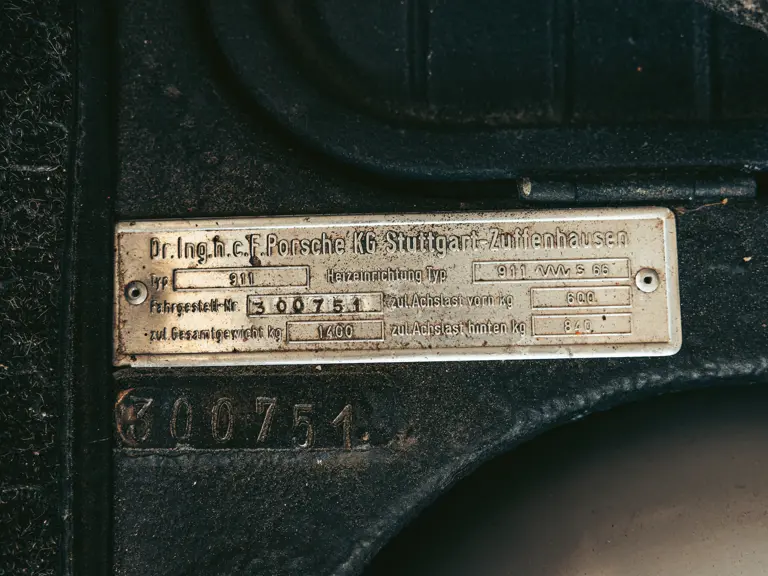 Dr. Ing. h. c. F. Porsche KG Stuttgart-Zuffenhausen
Typ 911 Heizeinrichtung Typ 911 S 66
Fahrgestell-Nr. 300751 zul. Achslast vorn kg 600
zul. Gesamtgewicht kg 1400 zul. Achslast hinten kg 840
300751